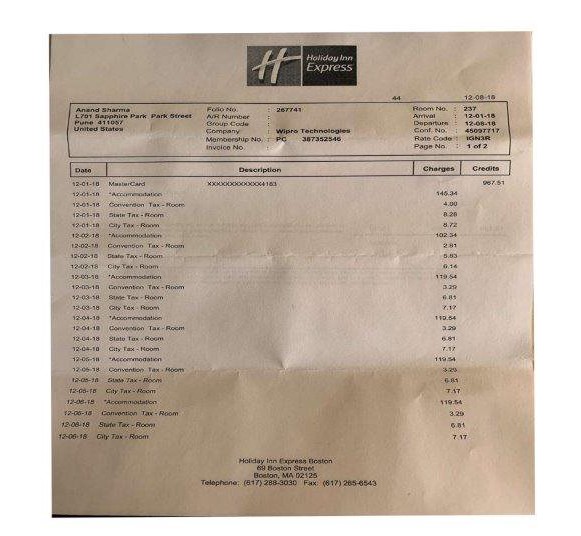 Holiday Inn
Express
44 12-08-18
Anand Sharma
L701 Sapphire Park Park Street
Pune 411057
United States
Folio No. : 267741
A/R Number :
Group Code :
Company : Wipro Technologies
Membership No. : PC 387352546
Invoice No. :
Room No. : 237
Arrival : 12-01-18
Departure : 12-08-18
Conf. No. : 45097717
Rate Code : IGN3R
Page No. : 1 of 2
Date Description Charges Credits
12-01-18 MasterCard XXXXXXXXXXXX4183 967.51
12-01-18 *Accommodation 145.34
12-01-18 Convention Tax - Room 4.00
12-01-18 State Tax - Room 8.28
12-01-18 City Tax - Room 8.72
12-02-18 *Accommodation 102.34
12-02-18 Convention Tax - Room 2.81
12-02-18 State Tax - Room 5.83
12-02-18 City Tax - Room 6.14
12-03-18 *Accommodation 119.54
12-03-18 Convention Tax - Room 3.29
12-03-18 State Tax - Room 6.81
12-03-18 City Tax - Room 7.17
12-04-18 *Accommodation 119.54
12-04-18 Convention Tax - Room 3.29
12-04-18 State Tax - Room 6.81
12-04-18 City Tax - Room 7.17
12-05-18 *Accommodation 119.54
12-05-18 Convention Tax - Room 3.29
12-05-18 State Tax - Room 6.81
12-05-18 City Tax - Room 7.17
12-06-18 *Accommodation 119.54
12-06-18 Convention Tax - Room 3.29
12-06-18 State Tax - Room 6.81
12-06-18 City Tax - Room 7.17
Holiday Inn Express Boston
69 Boston Street
Boston, MA 02125
Telephone: (617) 288-3030 Fax: (617) 265-6543